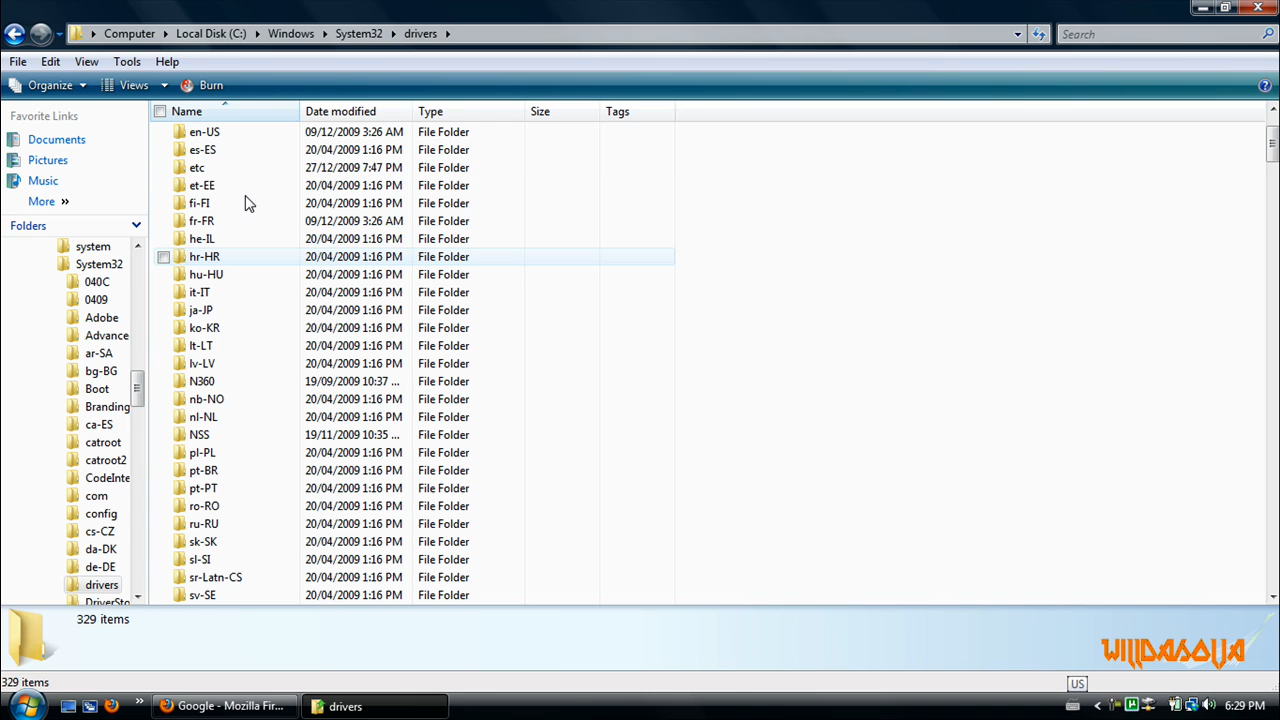 Computer Local Disk (C:) Windows System32 drivers Search
File Edit View Tools Help
Organize Views Burn
Favorite Links
Documents
Pictures
Music
More »
Folders
system
System32
040C
0409
Adobe
Advance
ar-SA
bg-BG
Boot
Branding
ca-ES
catroot
catroot2
CodeInte
com
config
cs-CZ
da-DK
de-DE
drivers
DriverSto
Name Date modified Type Size Tags
en-US 09/12/2009 3:26 AM File Folder
es-ES 20/04/2009 1:16 PM File Folder
etc 27/12/2009 7:47 PM File Folder
et-EE 20/04/2009 1:16 PM File Folder
fi-FI 20/04/2009 1:16 PM File Folder
fr-FR 09/12/2009 3:26 AM File Folder
he-IL 20/04/2009 1:16 PM File Folder
hr-HR 20/04/2009 1:16 PM File Folder
hu-HU 20/04/2009 1:16 PM File Folder
it-IT 20/04/2009 1:16 PM File Folder
ja-JP 20/04/2009 1:16 PM File Folder
ko-KR 20/04/2009 1:16 PM File Folder
lt-LT 20/04/2009 1:16 PM File Folder
lv-LV 20/04/2009 1:16 PM File Folder
N360 19/09/2009 10:37 ... File Folder
nb-NO 20/04/2009 1:16 PM File Folder
nl-NL 20/04/2009 1:16 PM File Folder
NSS 19/11/2009 10:35 ... File Folder
pl-PL 20/04/2009 1:16 PM File Folder
pt-BR 20/04/2009 1:16 PM File Folder
pt-PT 20/04/2009 1:16 PM File Folder
ro-RO 20/04/2009 1:16 PM File Folder
ru-RU 20/04/2009 1:16 PM File Folder
sk-SK 20/04/2009 1:16 PM File Folder
sl-SI 20/04/2009 1:16 PM File Folder
sr-Latn-CS 20/04/2009 1:16 PM File Folder
sv-SE 20/04/2009 1:16 PM File Folder
329 items
329 items
US
Google - Mozilla Fir... drivers 6:29 PM